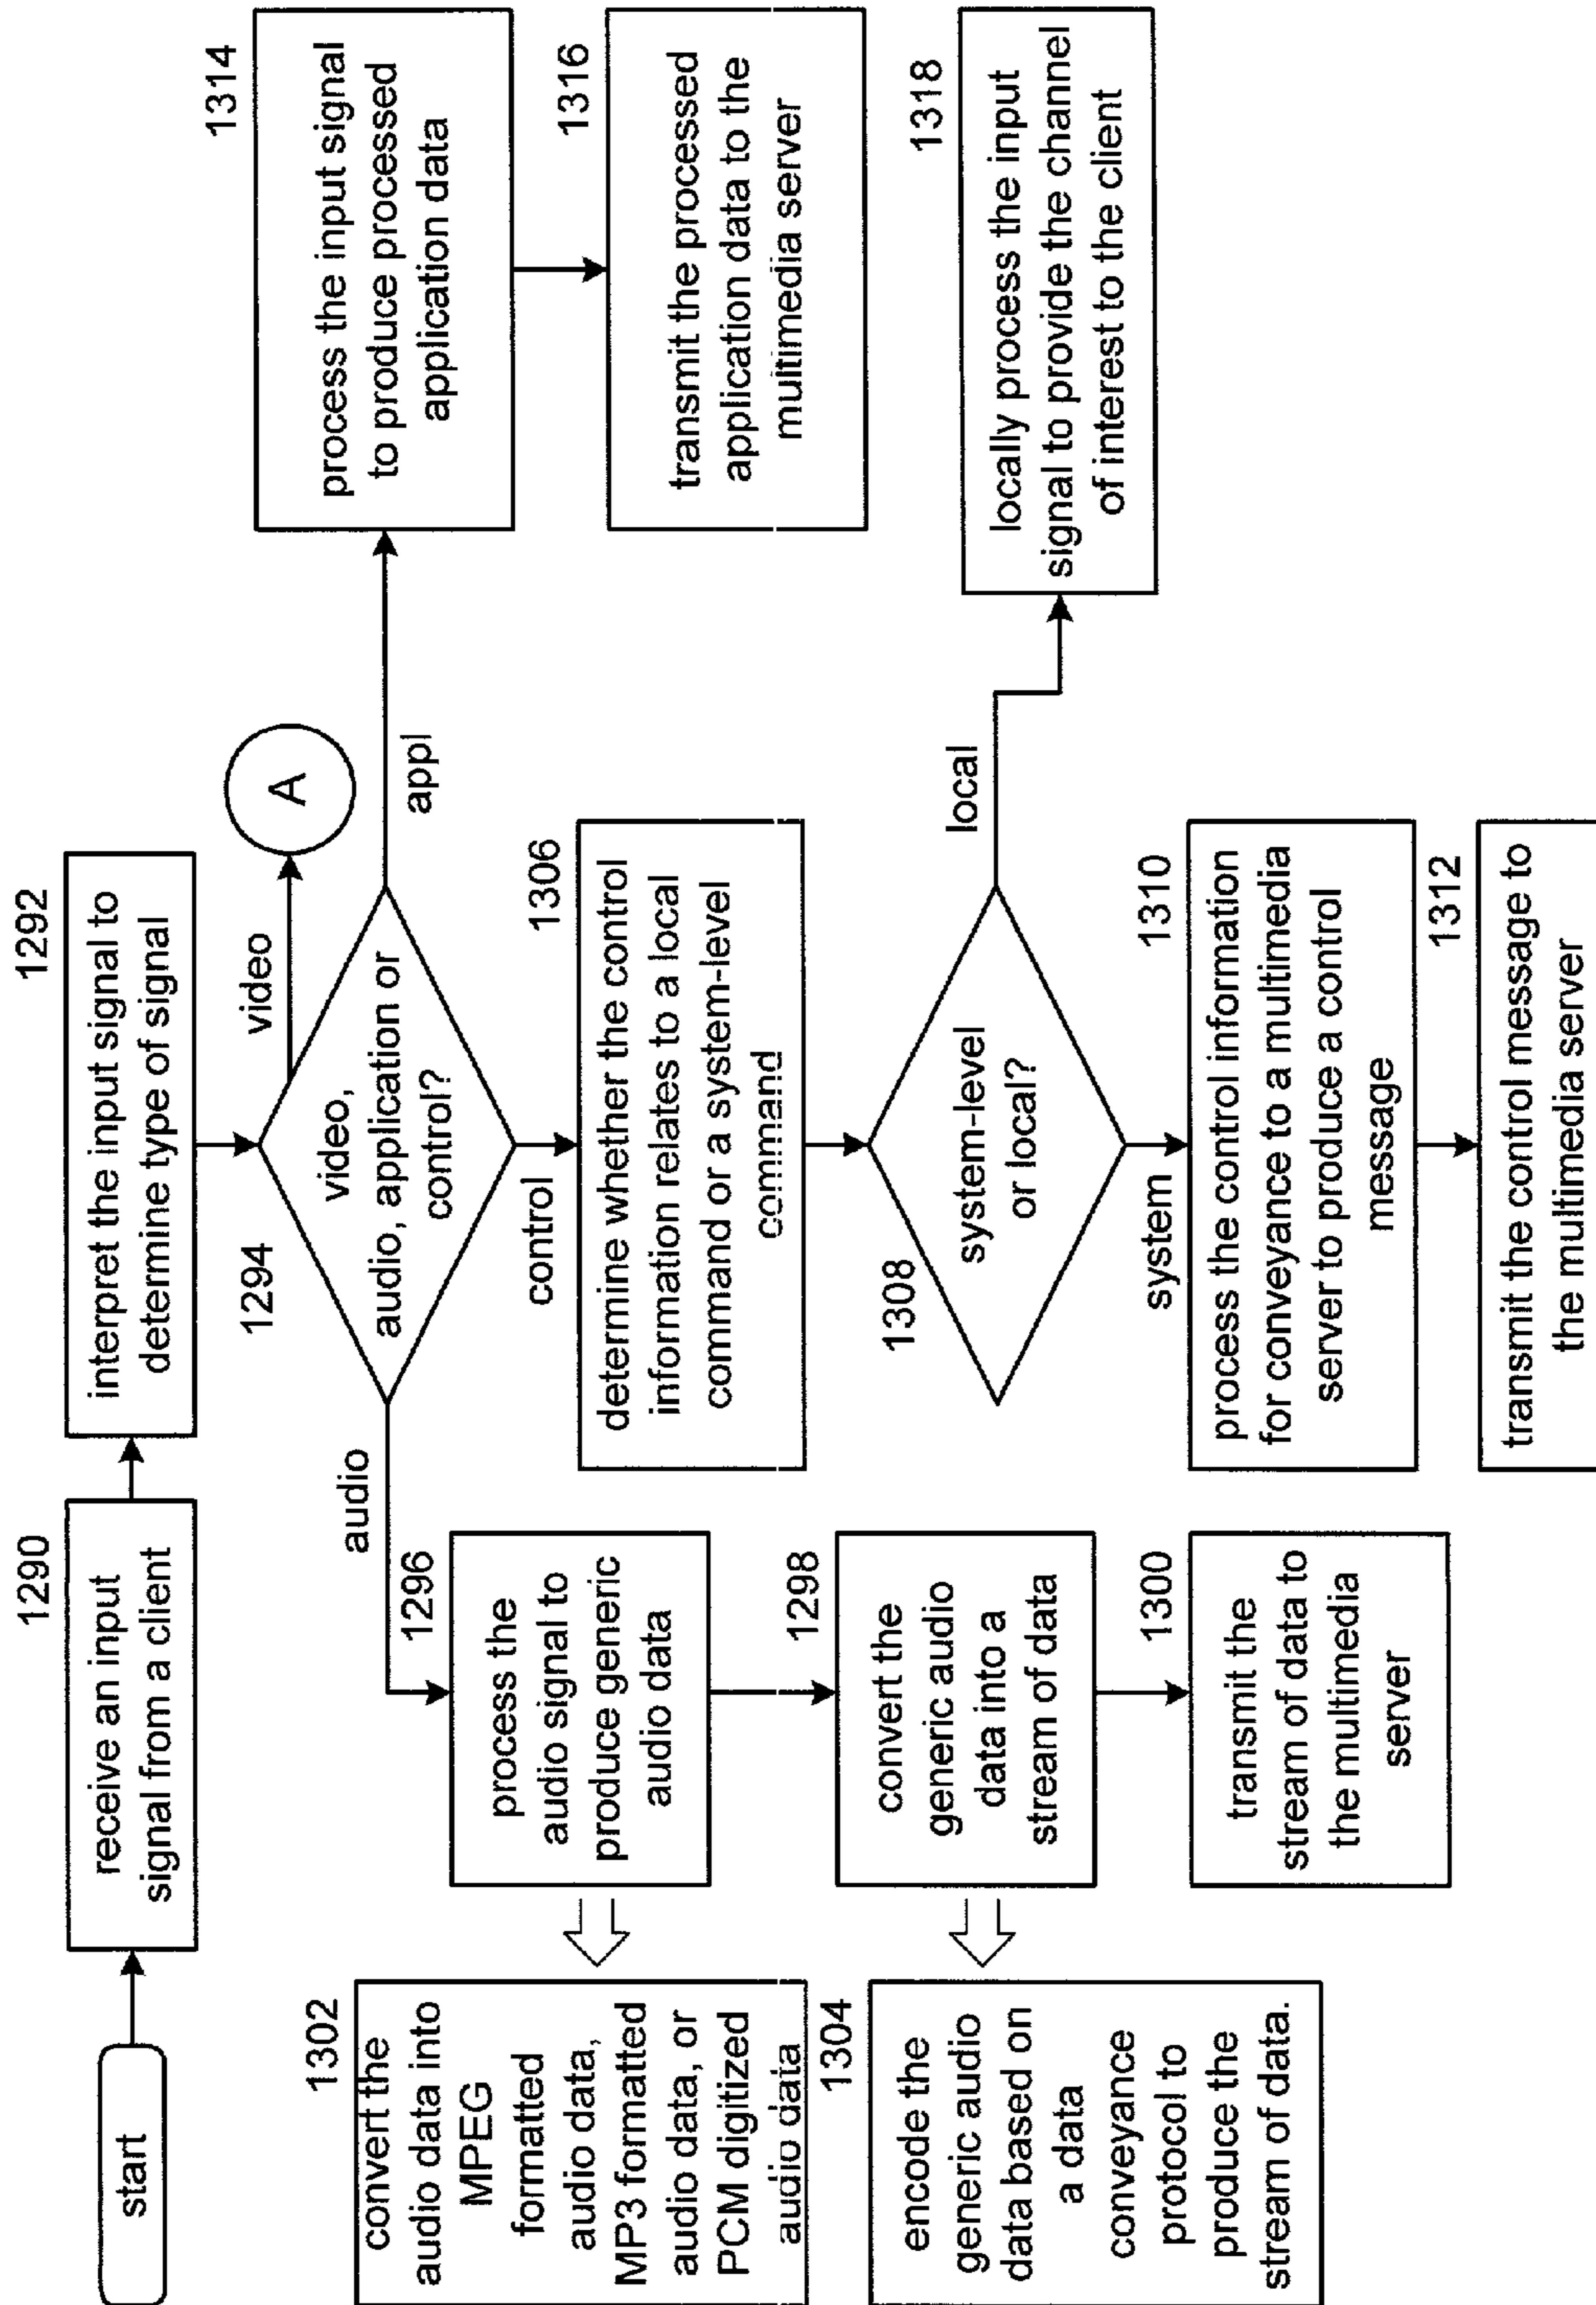 start
1290
receive an input
signal from a client
1292
interpret the input signal to
determine type of signal
1294
video,
audio, application or
control?
video
A
audio
control
appl
1296
process the
audio signal to
produce generic
audio data
1302
convert the
audio data into
MPEG
formatted
audio data,
MP3 formatted
audio data, or
PCM digitized
audio data
1298
convert the
generic audio
data into a
stream of data
1304
encode the
generic audio
data based on
a data
conveyance
protocol to
produce the
stream of data.
1300
transmit the
stream of data to
the multimedia
server
1306
determine whether the control
information relates to a local
command or a system-level
command
1308
system-level
or local?
system
local
1310
process the control information
for conveyance to a multimedia
server to produce a control
message
1312
transmit the control message to
the multimedia server
1314
process the input signal
to produce processed
application data
1316
transmit the processed
application data to the
multimedia server
1318
locally process the input
signal to provide the channel
of interest to the client